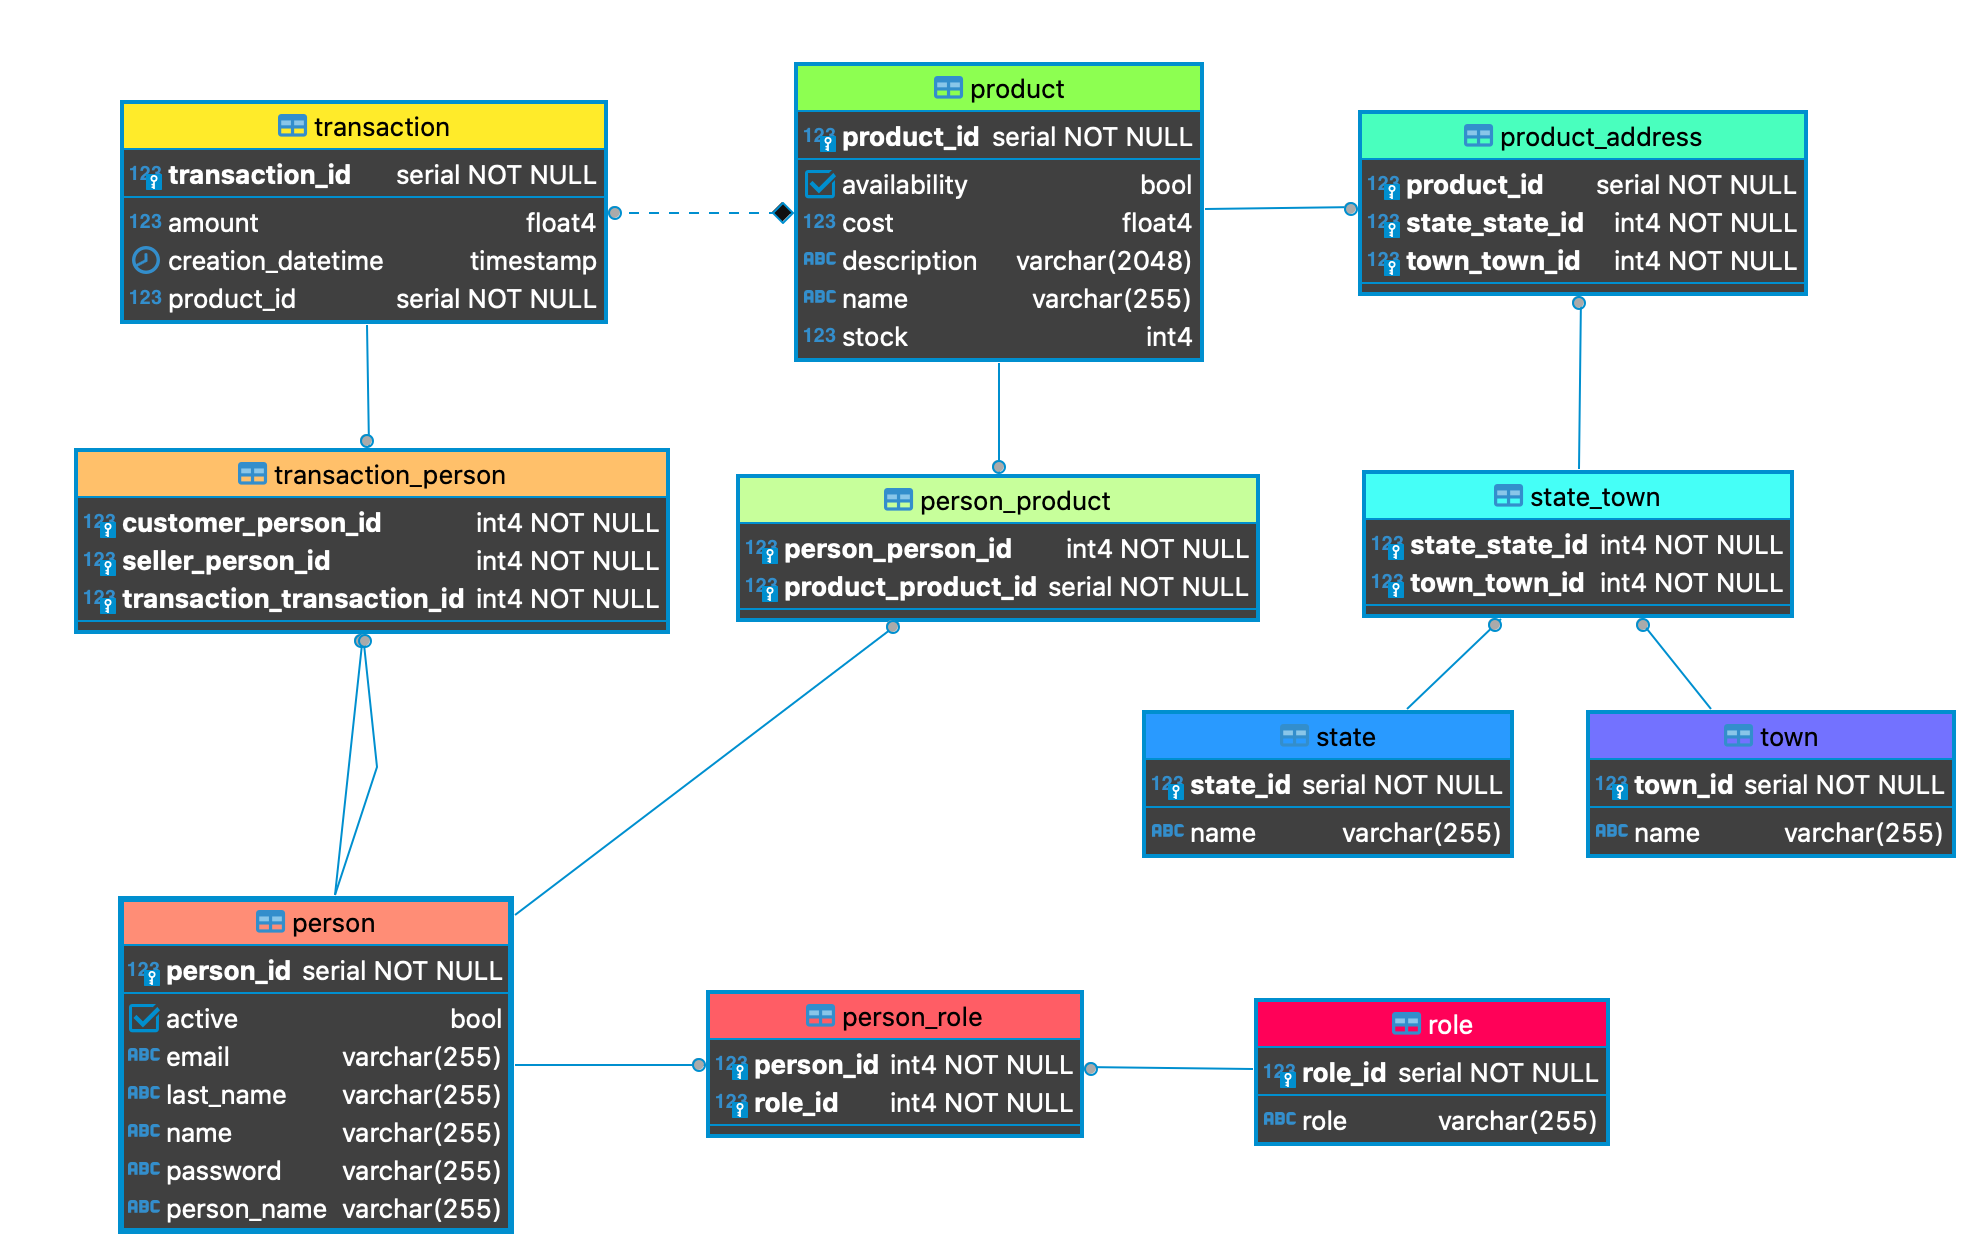 transaction
123 transaction_id serial NOT NULL
123 amount float4
creation_datetime timestamp
123 product_id serial NOT NULL
product
123 product_id serial NOT NULL
availability bool
123 cost float4
ABC description varchar(2048)
ABC name varchar(255)
123 stock int4
product_address
123 product_id serial NOT NULL
123 state_state_id int4 NOT NULL
123 town_town_id int4 NOT NULL
transaction_person
123 customer_person_id int4 NOT NULL
123 seller_person_id int4 NOT NULL
123 transaction_transaction_id int4 NOT NULL
person_product
123 person_person_id int4 NOT NULL
123 product_product_id serial NOT NULL
state_town
123 state_state_id int4 NOT NULL
123 town_town_id int4 NOT NULL
state
123 state_id serial NOT NULL
ABC name varchar(255)
town
123 town_id serial NOT NULL
ABC name varchar(255)
person
123 person_id serial NOT NULL
active bool
ABC email varchar(255)
ABC last_name varchar(255)
ABC name varchar(255)
ABC password varchar(255)
ABC person_name varchar(255)
person_role
123 person_id int4 NOT NULL
123 role_id int4 NOT NULL
role
123 role_id serial NOT NULL
ABC role varchar(255)